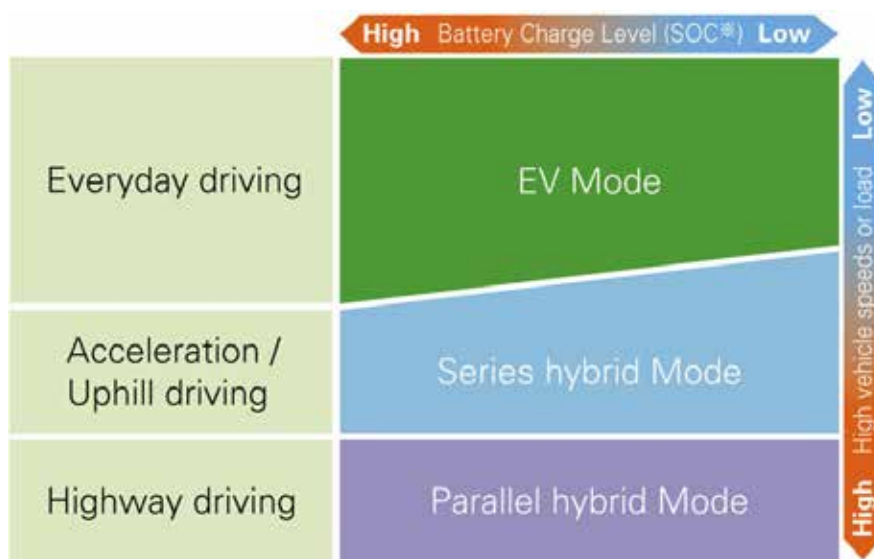 High Battery Charge Level (SOC※) Low
Everyday driving
EV Mode
Acceleration /
Uphill driving
Series hybrid Mode
Highway driving
Parallel hybrid Mode
Low
High vehicle speeds or load
High